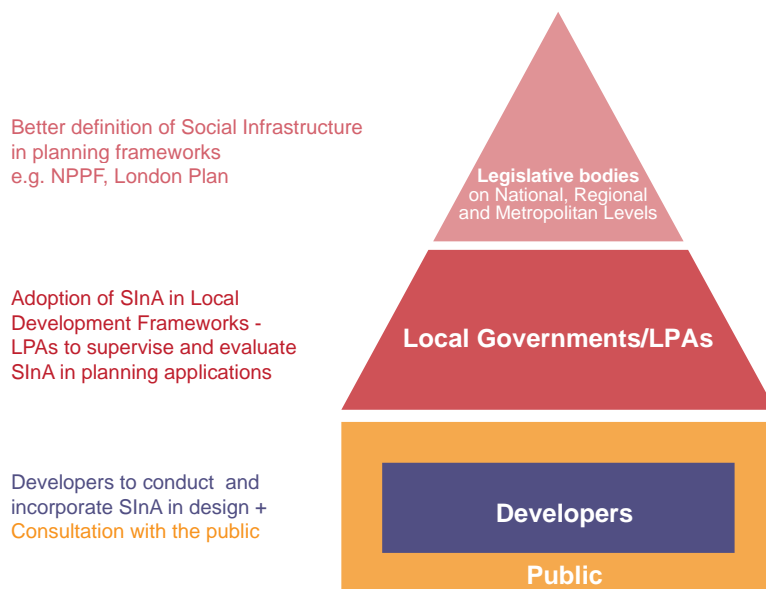 Better definition of Social Infrastructure
in planning frameworks
e.g. NPPF, London Plan
Legislative bodies
on National, Regional
and Metropolitan Levels
Adoption of SInA in Local
Development Frameworks -
LPAs to supervise and evaluate
SInA in planning applications
Local Governments/LPAs
Developers to conduct and
incorporate SInA in design +
Consultation with the public
Developers
Public